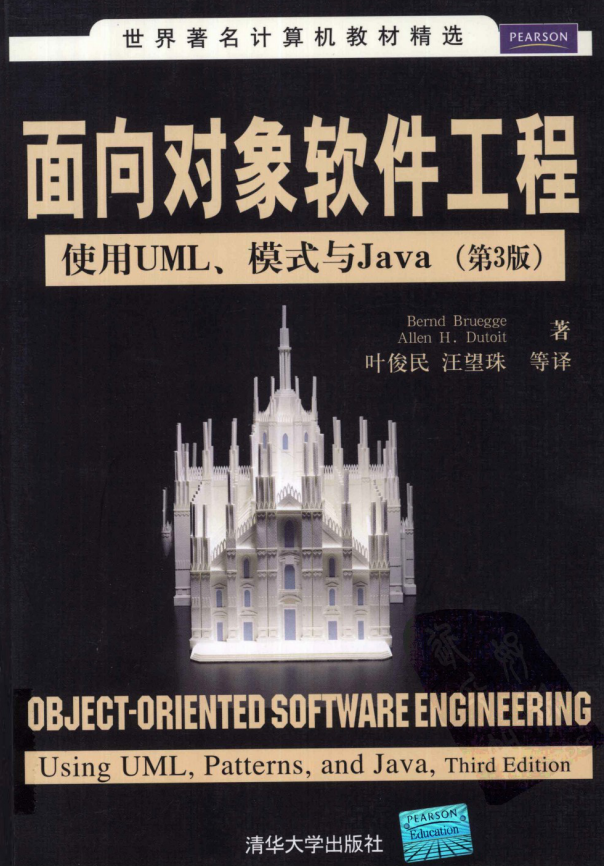 世界著名计算机教材精选
PEARSON
面向对象软件工程
使用UML、模式与Java（第3版）
Bernd Bruegge
Allen H. Dutoit
著
叶俊民 汪望珠 等译
OBJECT-ORIENTED SOFTWARE ENGINEERING
Using UML, Patterns, and Java, Third Edition
PEARSON
Education
清华大学出版社